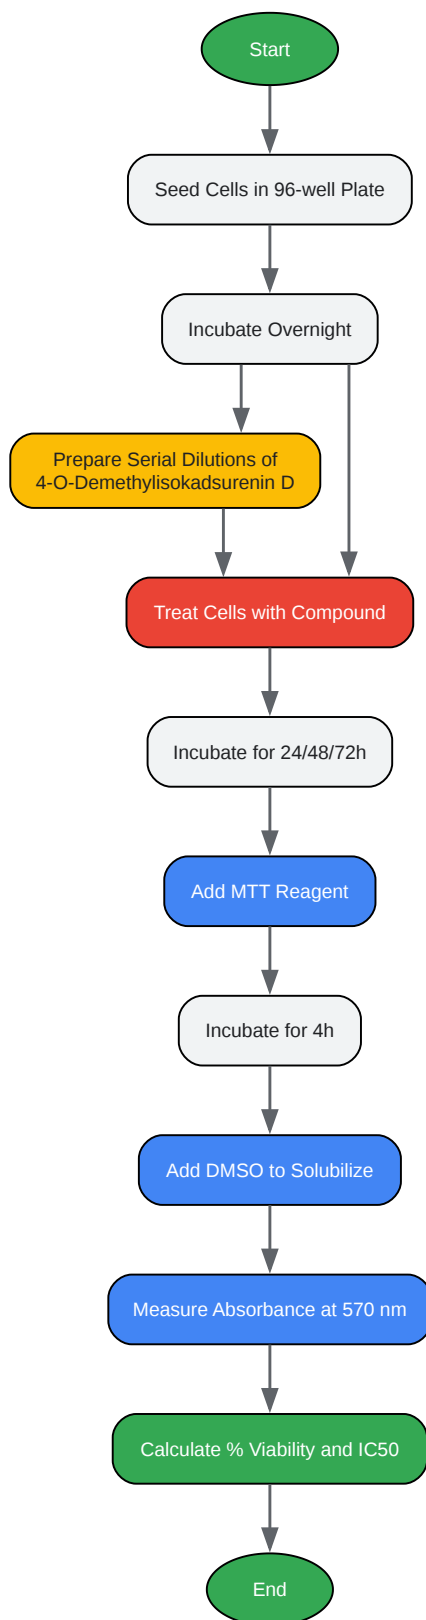 Start
Seed Cells in 96-well Plate
Incubate Overnight
Prepare Serial Dilutions of
4-O-Demethylisokadsurenin D
Treat Cells with Compound
Incubate for 24/48/72h
Add MTT Reagent
Incubate for 4h
Add DMSO to Solubilize
Measure Absorbance at 570 nm
Calculate % Viability and IC50
End